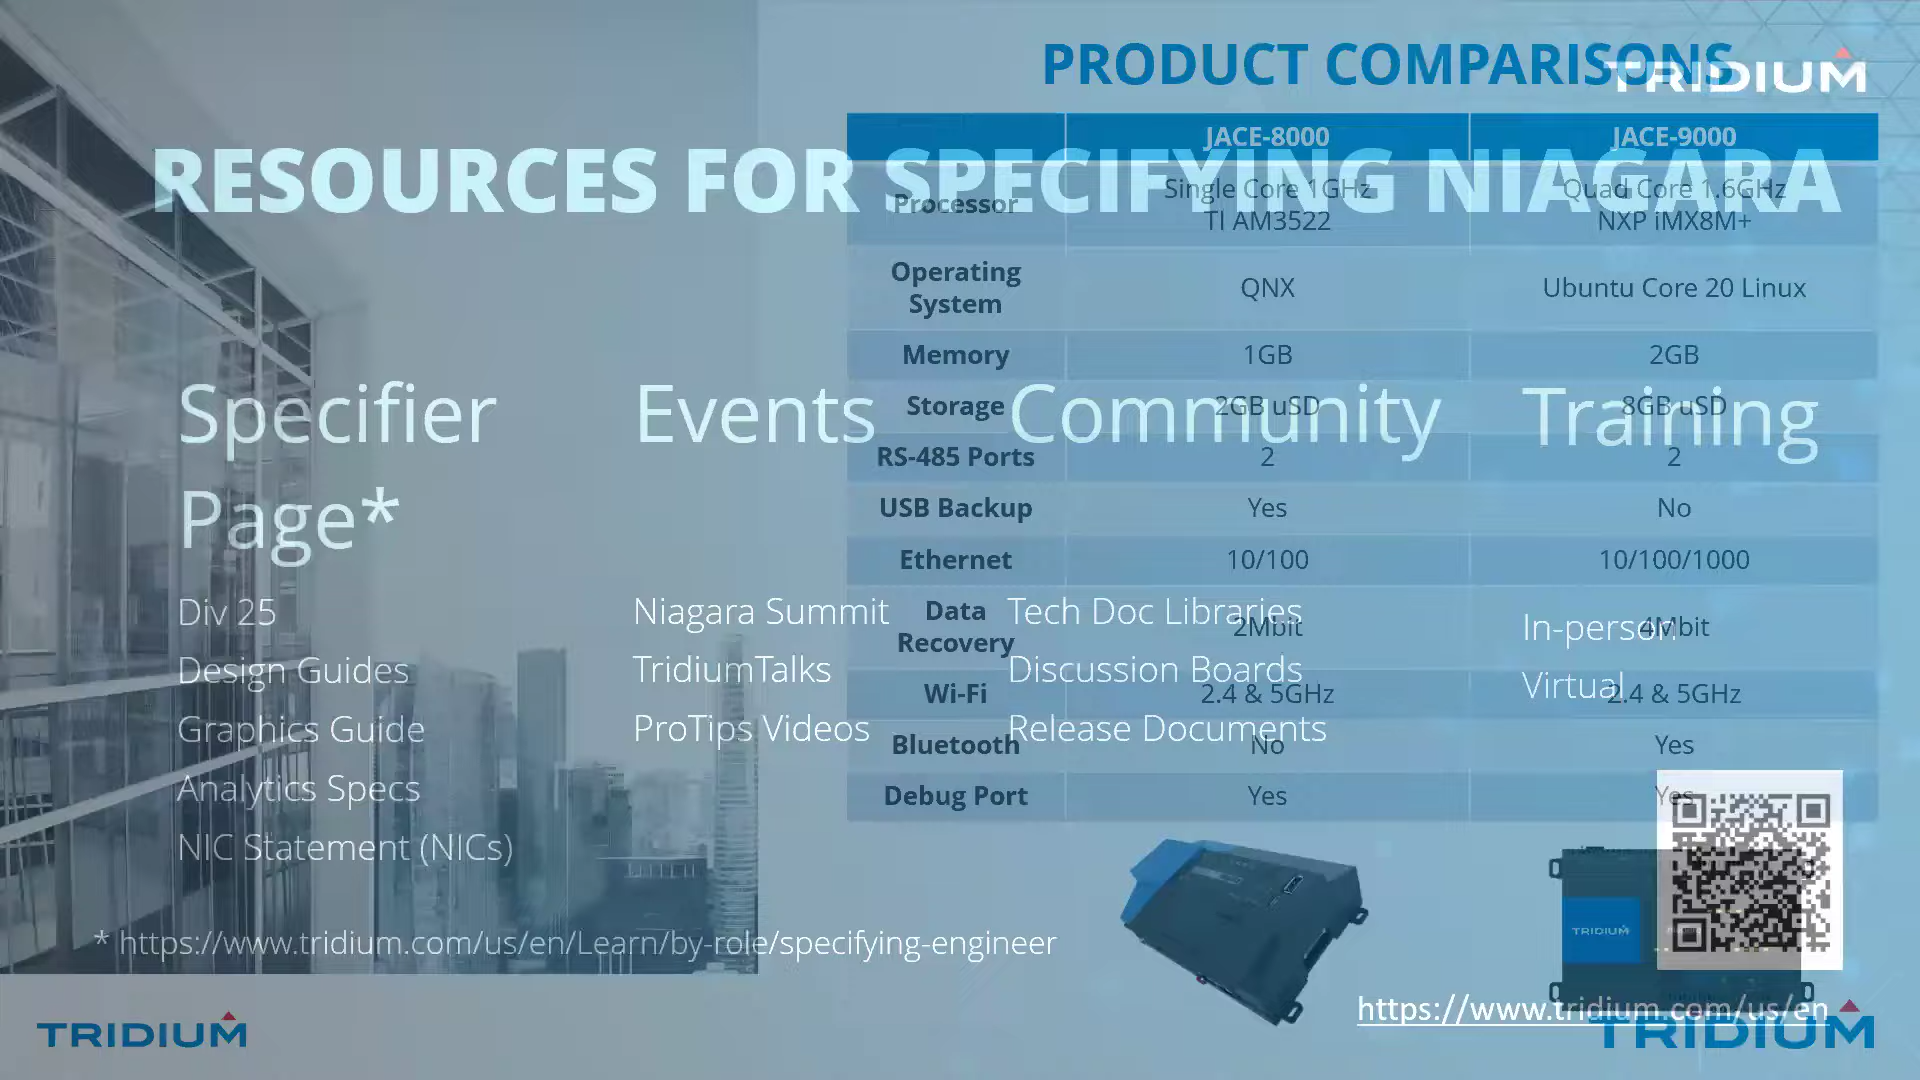 PRODUCT COMPARISONS
TRIDIUM
JACE-8000 JACE-9000
Processor Single Core 1GHz TI AM3522 Quad Core 1.6GHz NXP iMX8M+
Operating System QNX Ubuntu Core 20 Linux
Memory 1GB 2GB
Storage 2GB uSD 8GB uSD
RS-485 Ports 2 2
USB Backup Yes No
Ethernet 10/100 10/100/1000
Data Recovery 2Mbit 4Mbit
Wi-Fi 2.4 & 5GHz 2.4 & 5GHz
Bluetooth No Yes
Debug Port Yes Yes
RESOURCES FOR SPECIFYING NIAGARA
Specifier
Page*
Div 25
Design Guides
Graphics Guide
Analytics Specs
NIC Statement (NICs)
Events
Niagara Summit
TridiumTalks
ProTips Videos
Community
Tech Doc Libraries
Discussion Boards
Release Documents
Training
In-person
Virtual
* https://www.tridium.com/us/en/Learn/by-role/specifying-engineer
TRIDIUM
https://www.tridium.com/us/en
TRIDIUM
TRIDIUM